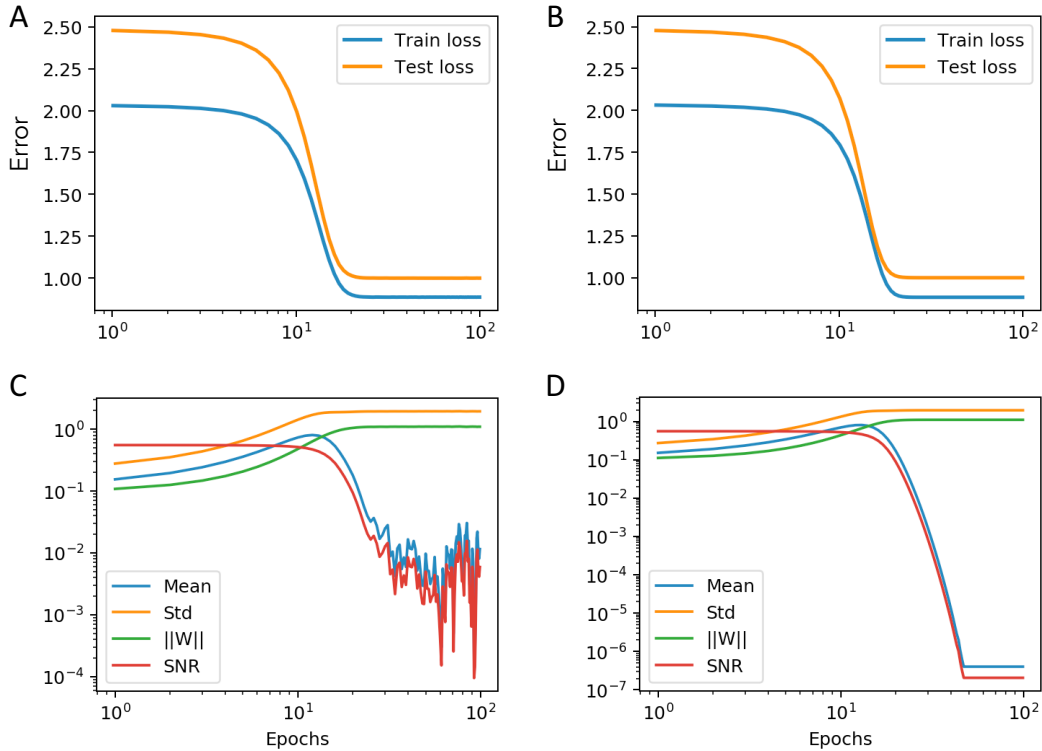 A
2.50
2.25
2.00
1.75
1.50
1.25
1.00
Error
Train loss
Test loss
10⁰
10¹
10²
B
2.50
2.25
2.00
1.75
1.50
1.25
1.00
Error
Train loss
Test loss
10⁰
10¹
10²
C
10⁰
10⁻¹
10⁻²
10⁻³
10⁻⁴
Mean
Std
||W||
SNR
10⁰
10¹
10²
Epochs
D
10⁰
10⁻¹
10⁻²
10⁻³
10⁻⁴
10⁻⁵
10⁻⁶
10⁻⁷
Mean
Std
||W||
SNR
10⁰
10¹
10²
Epochs